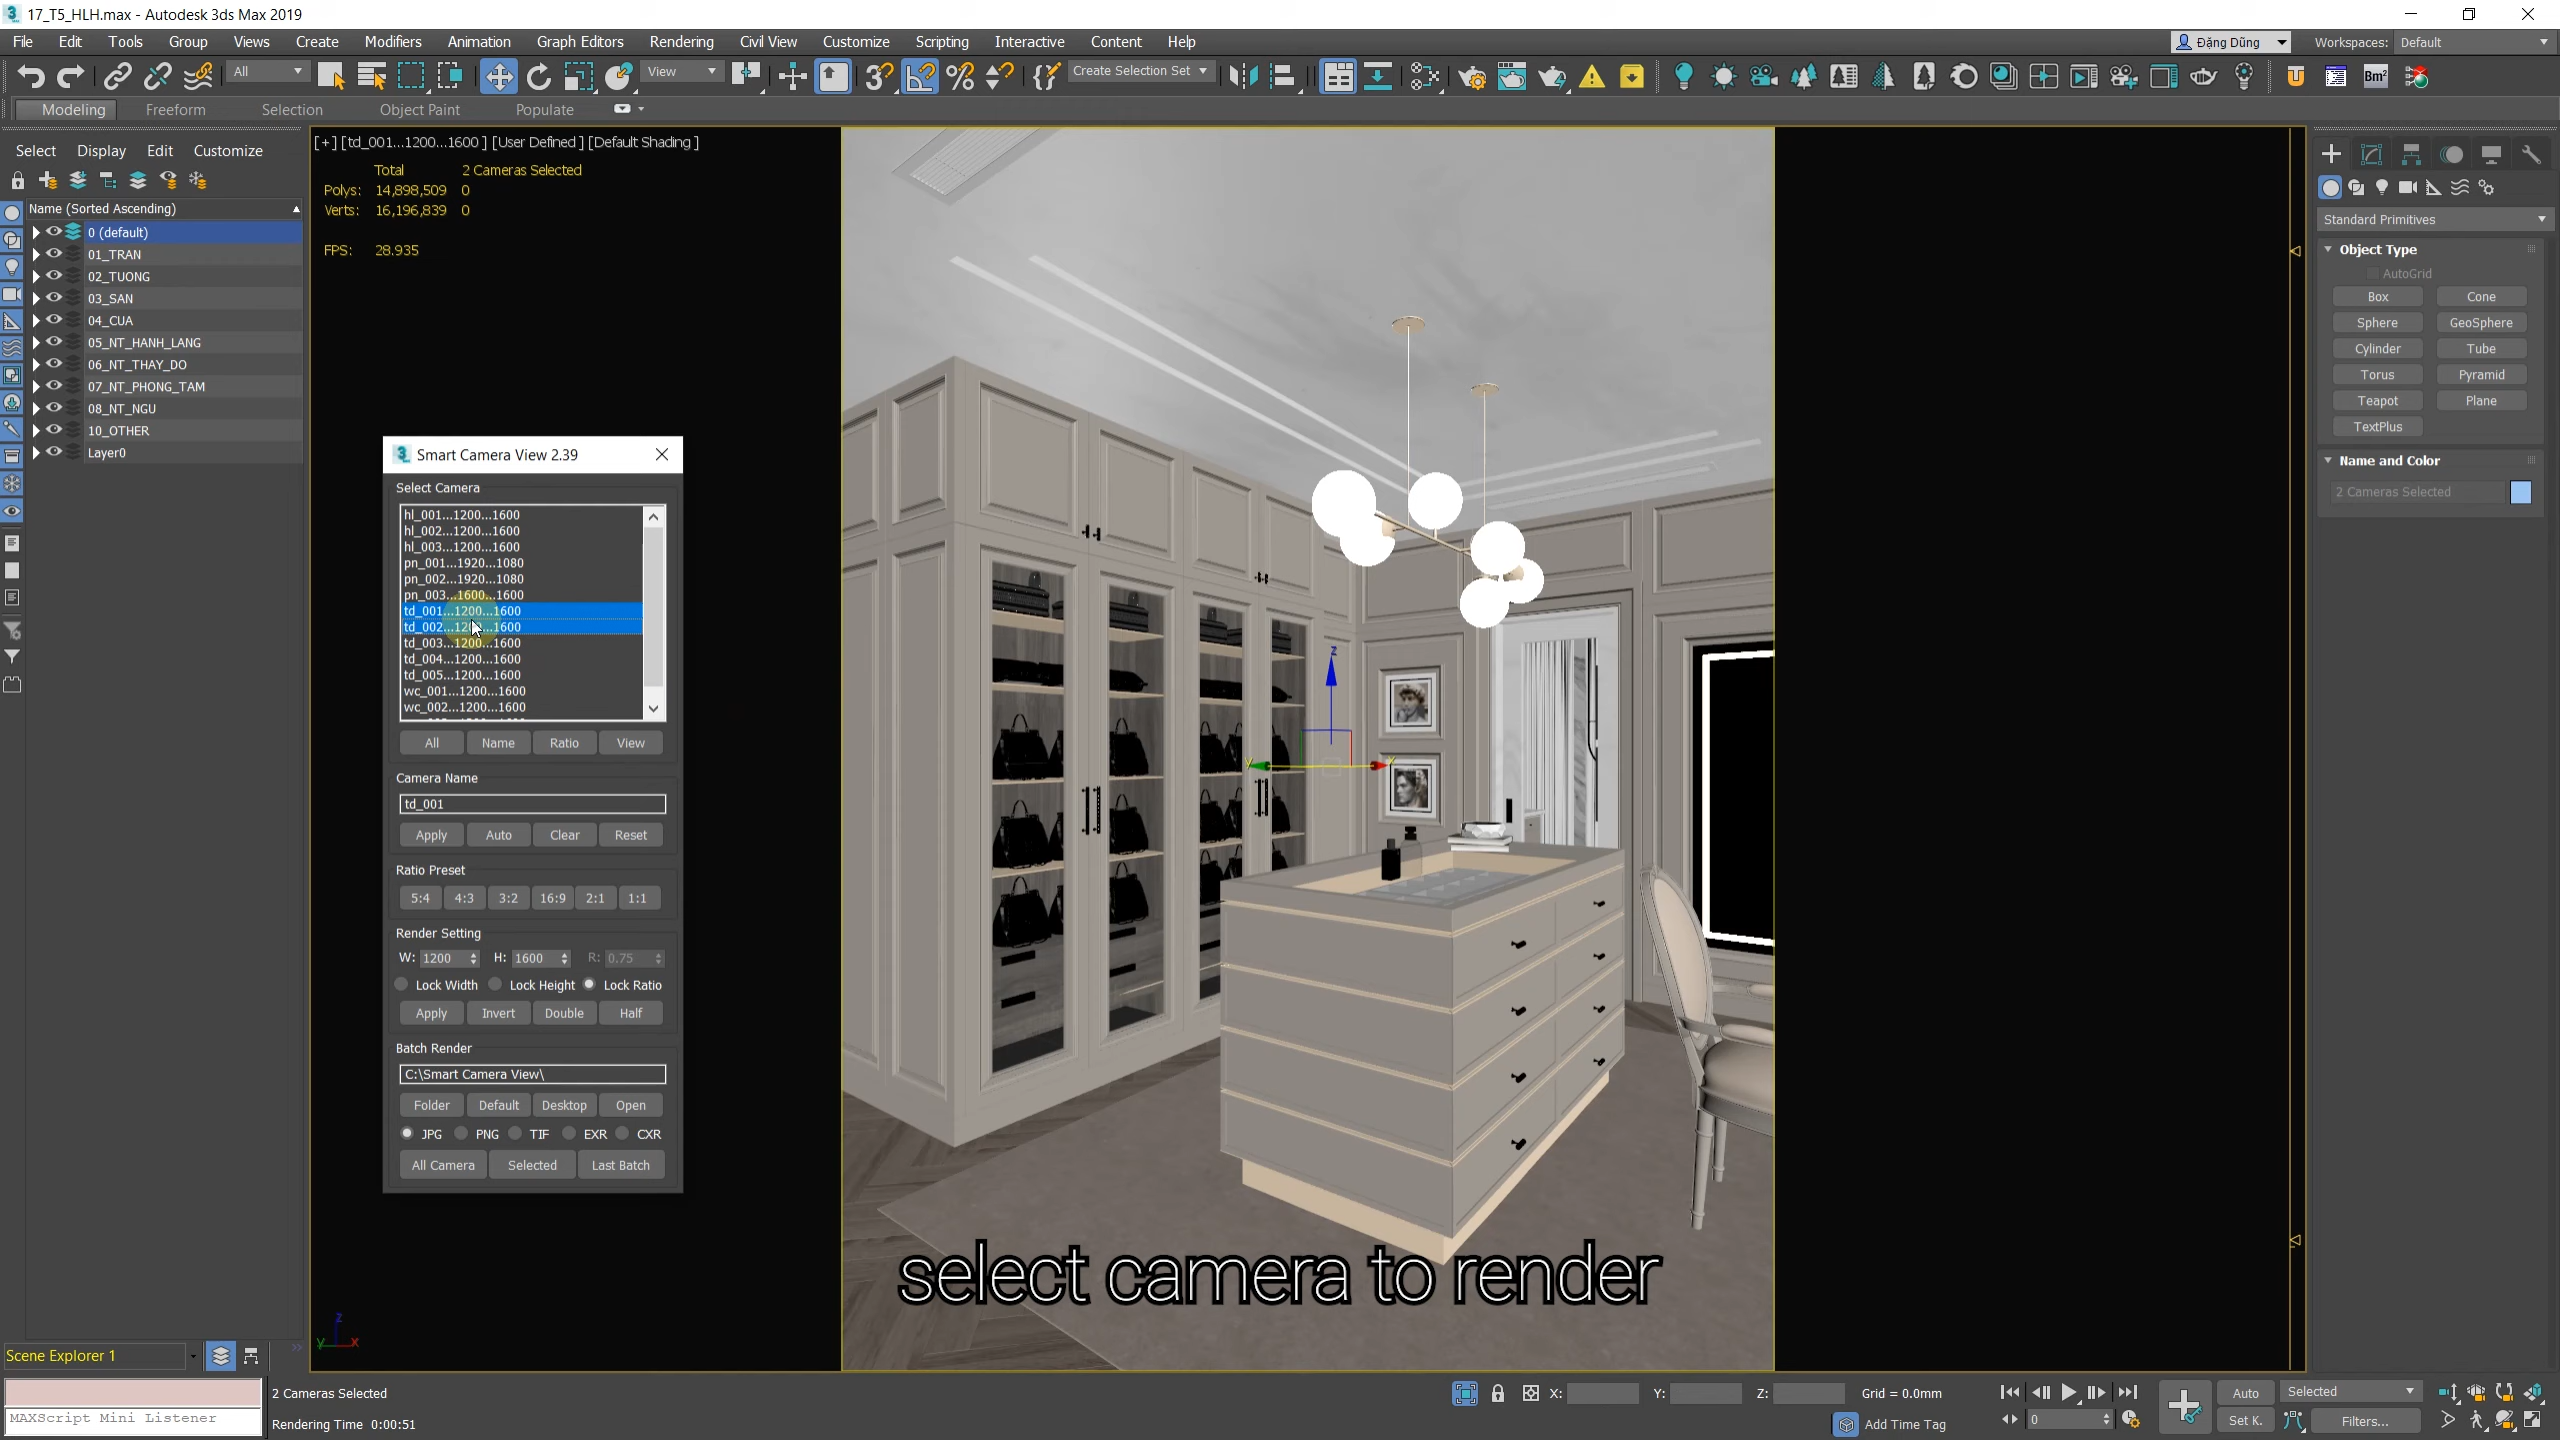 17_T5_HLH.max - Autodesk 3ds Max 2019
File Edit Tools Group Views Create Modifiers Animation Graph Editors Rendering Civil View Customize Scripting Interactive Content Help
Đặng Dũng Workspaces: Default
All View Create Selection Set Bm²
Modeling Freeform Selection Object Paint Populate
Select Display Edit Customize
Name (Sorted Ascending)
0 (default)
01_TRAN
02_TUONG
03_SAN
04_CUA
05_NT_HANH_LANG
06_NT_THAY_DO
07_NT_PHONG_TAM
08_NT_NGU
10_OTHER
Layer0
[+] [td_001...1200...1600 ] [User Defined ] [Default Shading ]
Total 2 Cameras Selected
Polys: 14,898,509 0
Verts: 16,196,839 0
FPS: 28.935
Smart Camera View 2.39
Select Camera
hl_001...1200...1600
hl_002...1200...1600
hl_003...1200...1600
pn_001...1920...1080
pn_002...1920...1080
pn_003...1600...1600
td_001...1200...1600
td_002...1200...1600
td_003...1200...1600
td_004...1200...1600
td_005...1200...1600
wc_001...1200...1600
wc_002...1200...1600
All Name Ratio View
Camera Name
td_001
Apply Auto Clear Reset
Ratio Preset
5:4 4:3 3:2 16:9 2:1 1:1
Render Setting
W: 1200 H: 1600 R: 0.75
Lock Width Lock Height Lock Ratio
Apply Invert Double Half
Batch Render
C:\Smart Camera View\
Folder Default Desktop Open
JPG PNG TIF EXR CXR
All Camera Selected Last Batch
z
y x
select camera to render
z
y x
Standard Primitives
Object Type
AutoGrid
Box Cone
Sphere GeoSphere
Cylinder Tube
Torus Pyramid
Teapot Plane
TextPlus
Name and Color
2 Cameras Selected
Scene Explorer 1
2 Cameras Selected
MAXScript Mini Listener
Rendering Time 0:00:51
X: Y: Z: Grid = 0.0mm
Add Time Tag
0
Auto Selected
Set K. Filters...